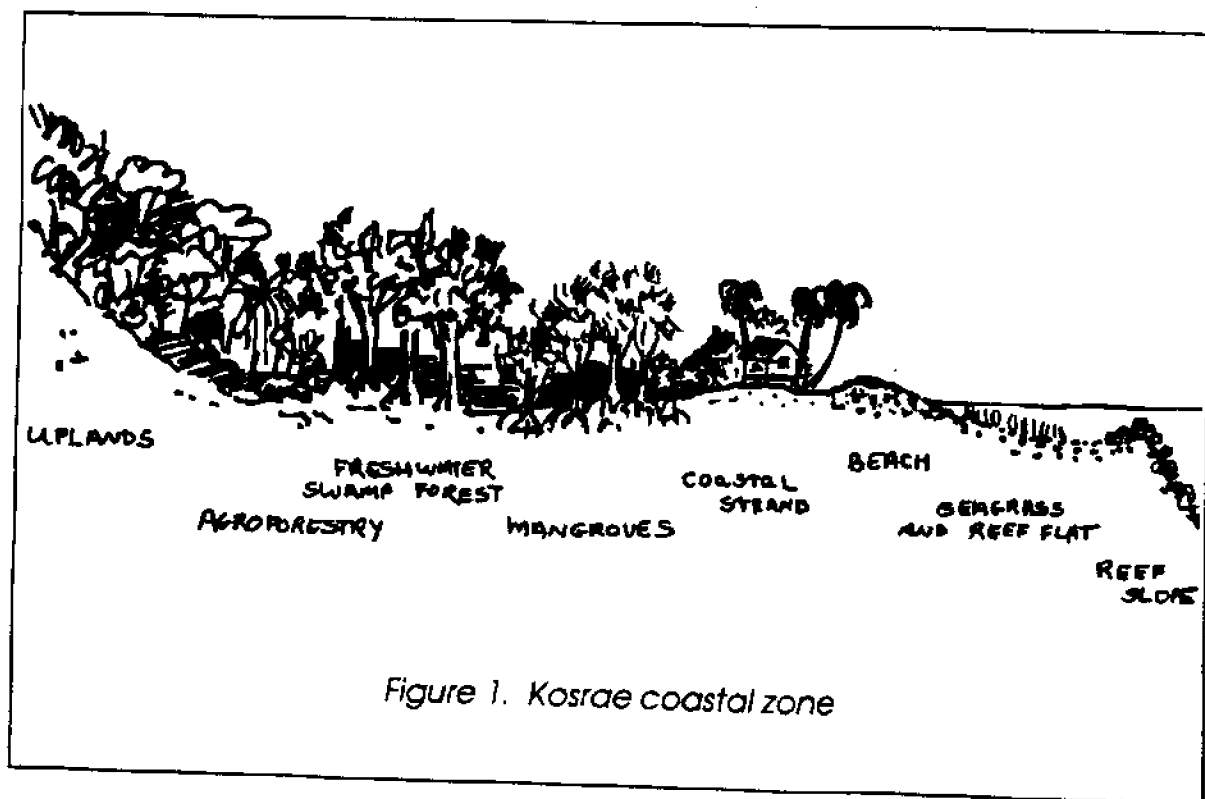 UPLANDS
FRESHWATER
SWAMP FOREST
AGROFORESTRY
MANGROVES
COASTAL
STRAND
BEACH
SEAGRASS
AND REEF FLAT
REEF
SLOPE
Figure 1. Kosrae coastal zone